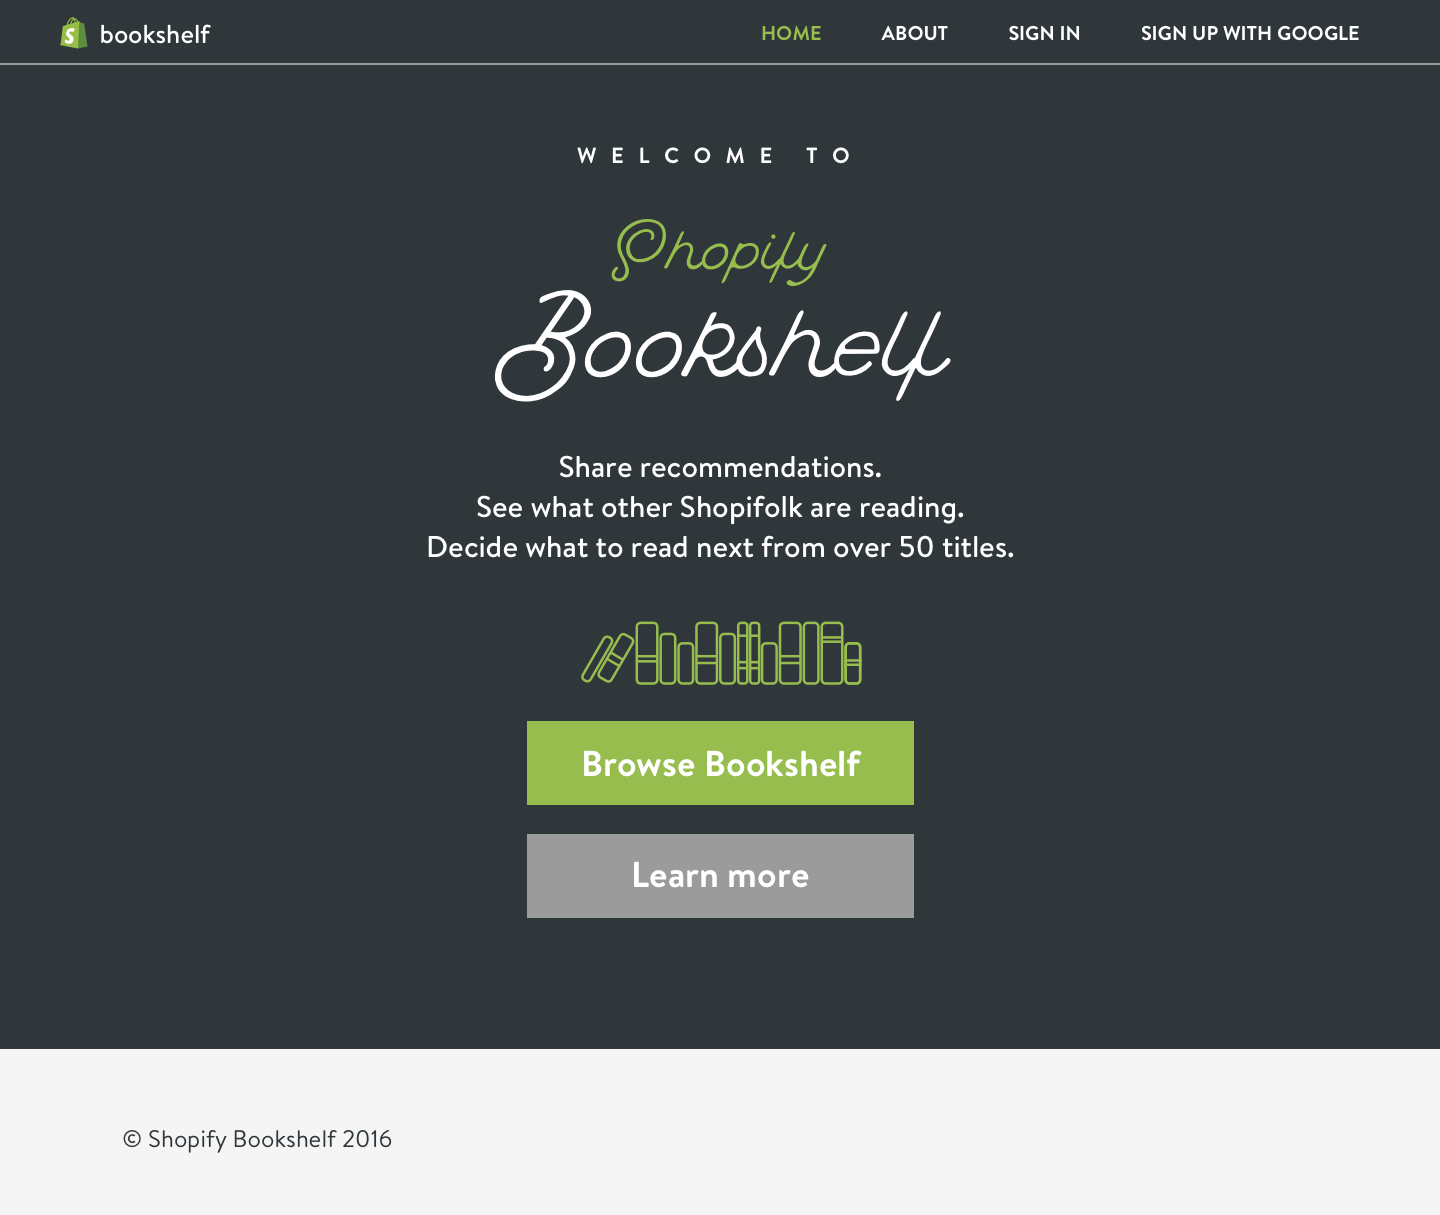 bookshelf
HOME ABOUT SIGN IN SIGN UP WITH GOOGLE
WELCOME TO
Shopify
Bookshelf
Share recommendations.
See what other Shopifolk are reading.
Decide what to read next from over 50 titles.
Browse Bookshelf
Learn more
© Shopify Bookshelf 2016